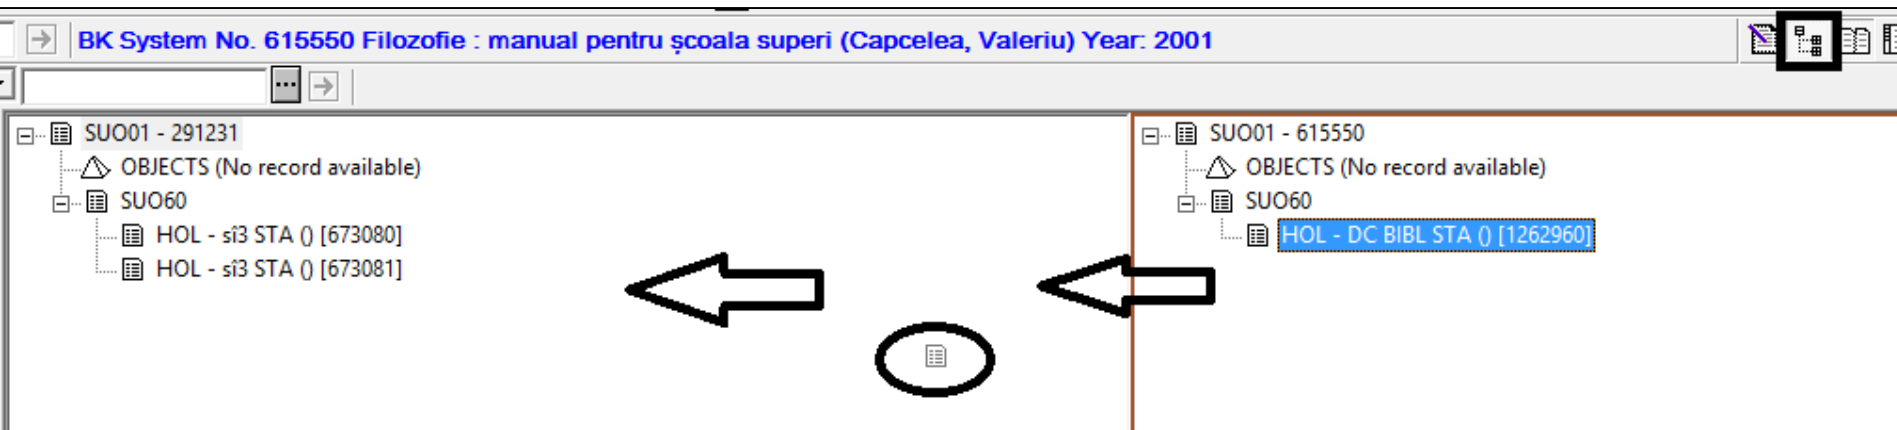 BK System No. 615550 Filozofie : manual pentru școala superi (Capcelea, Valeriu) Year: 2001
SUO01 - 291231
OBJECTS (No record available)
SUO60
HOL - sî3 STA () [673080]
HOL - sî3 STA () [673081]
SUO01 - 615550
OBJECTS (No record available)
SUO60
HOL - DC BIBL STA () [1262960]